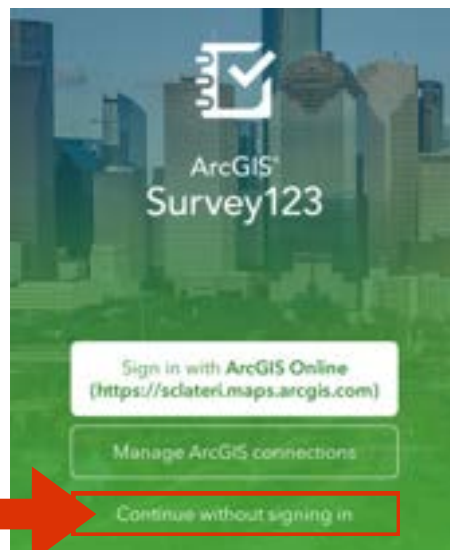 ArcGIS®
Survey123
Sign in with ArcGIS Online
(https://sclateri.maps.arcgis.com)
Manage ArcGIS connections
Continue without signing in